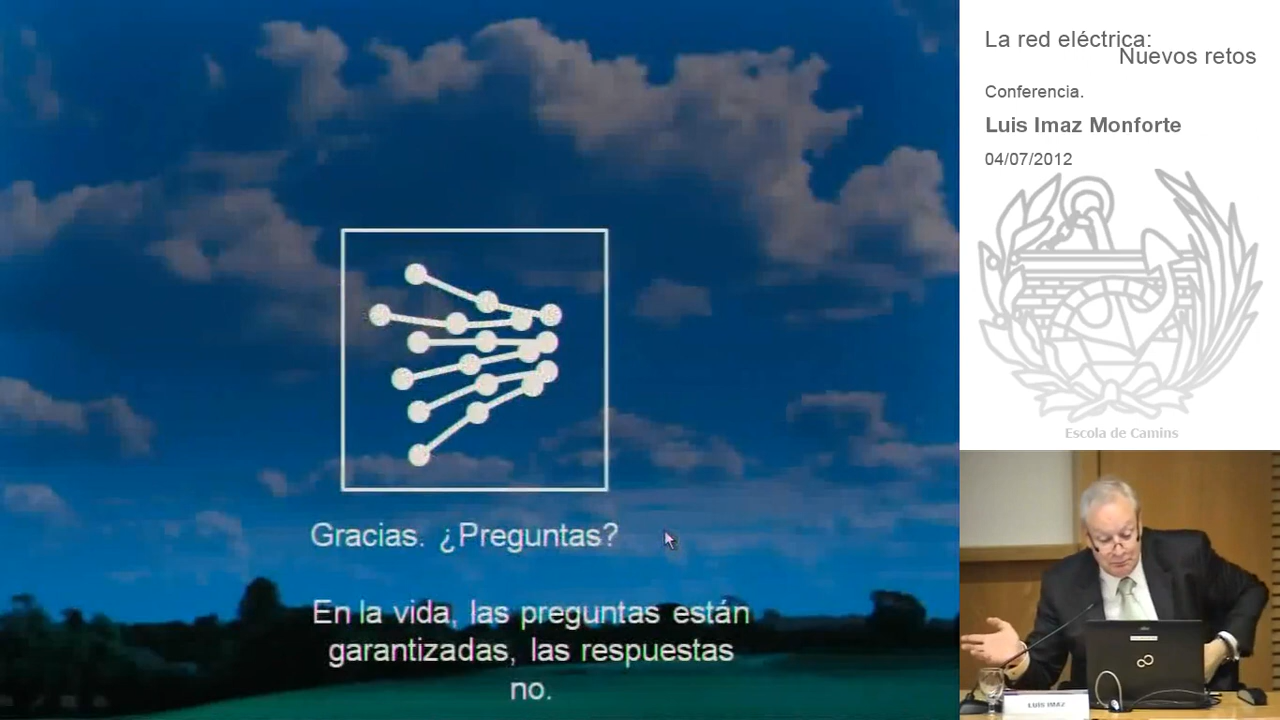 La red eléctrica:
Nuevos retos
Conferencia.
Luis Imaz Monforte
04/07/2012
Escola de Camins
Gracias. ¿Preguntas?
En la vida, las preguntas están
garantizadas, las respuestas
no.
LUIS IMAZ